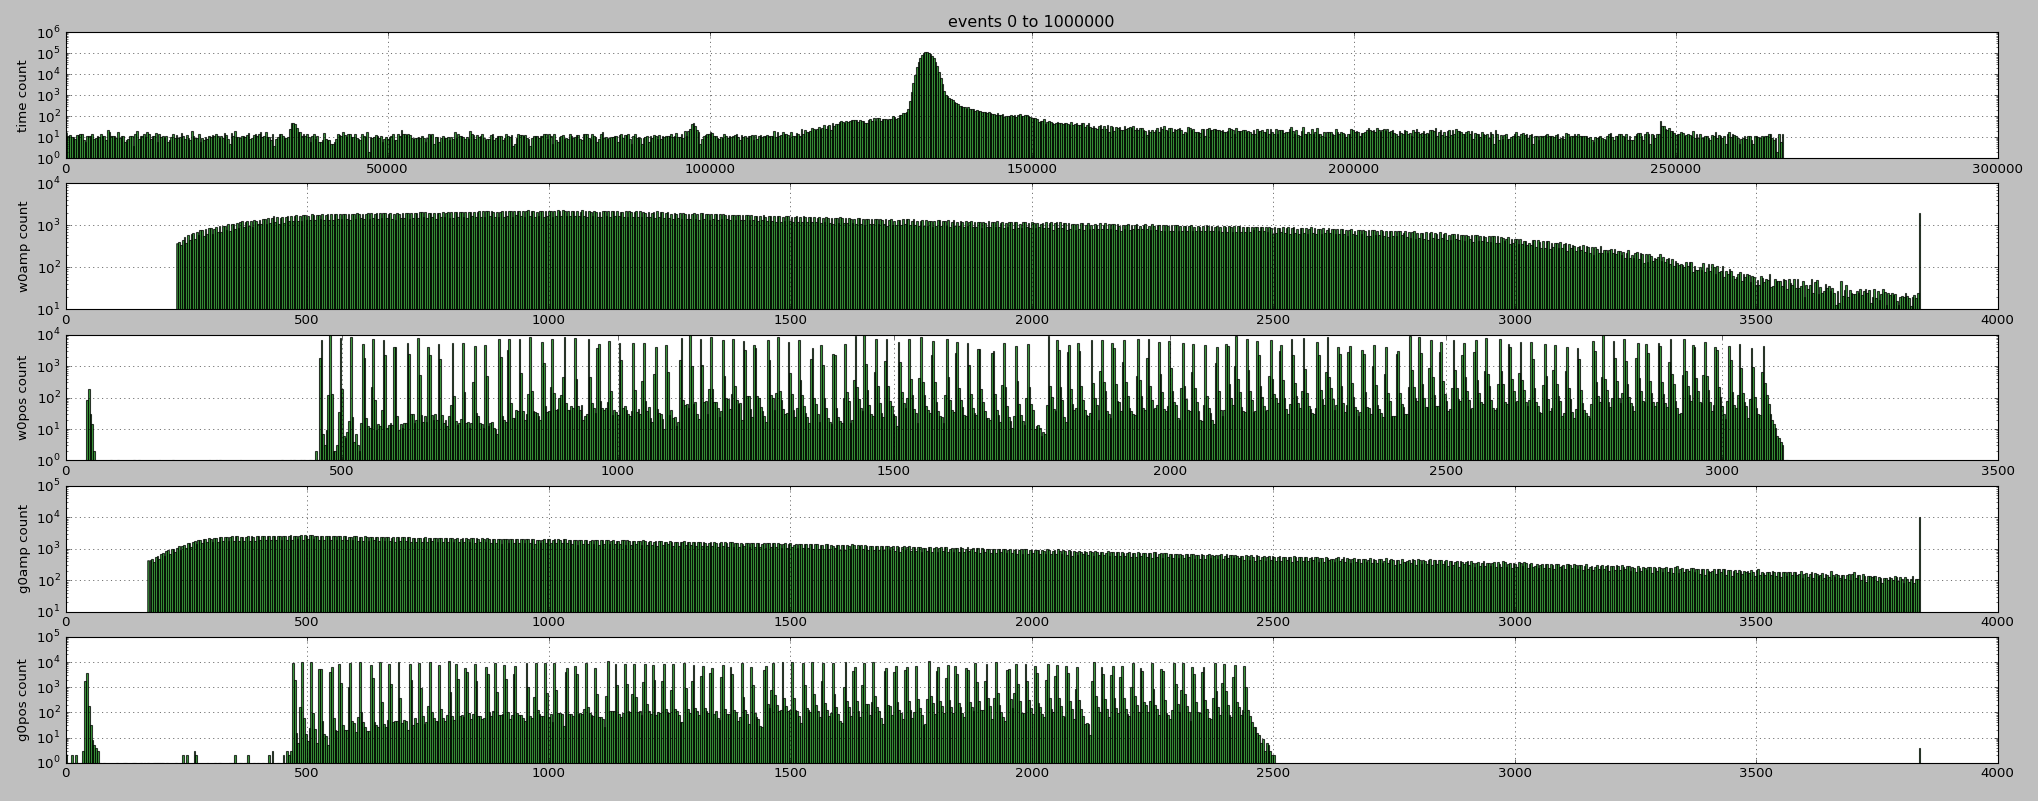 events 0 to 1000000
time count
10^6
10^5
10^4
10^3
10^2
10^1
10^0
0 50000 100000 150000 200000 250000 300000
w0amp count
10^4
10^3
10^2
10^1
0 500 1000 1500 2000 2500 3000 3500 4000
w0pos count
10^4
10^3
10^2
10^1
10^0
0 500 1000 1500 2000 2500 3000 3500
g0amp count
10^5
10^4
10^3
10^2
10^1
0 500 1000 1500 2000 2500 3000 3500 4000
g0pos count
10^5
10^4
10^3
10^2
10^1
10^0
0 500 1000 1500 2000 2500 3000 3500 4000